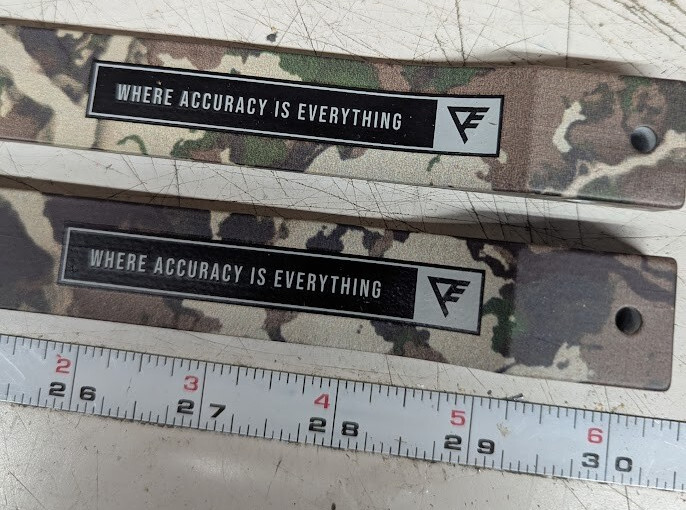 WHERE ACCURACY IS EVERYTHING
WHERE ACCURACY IS EVERYTHING
2 3 4 5 6
26 27 28 29 30